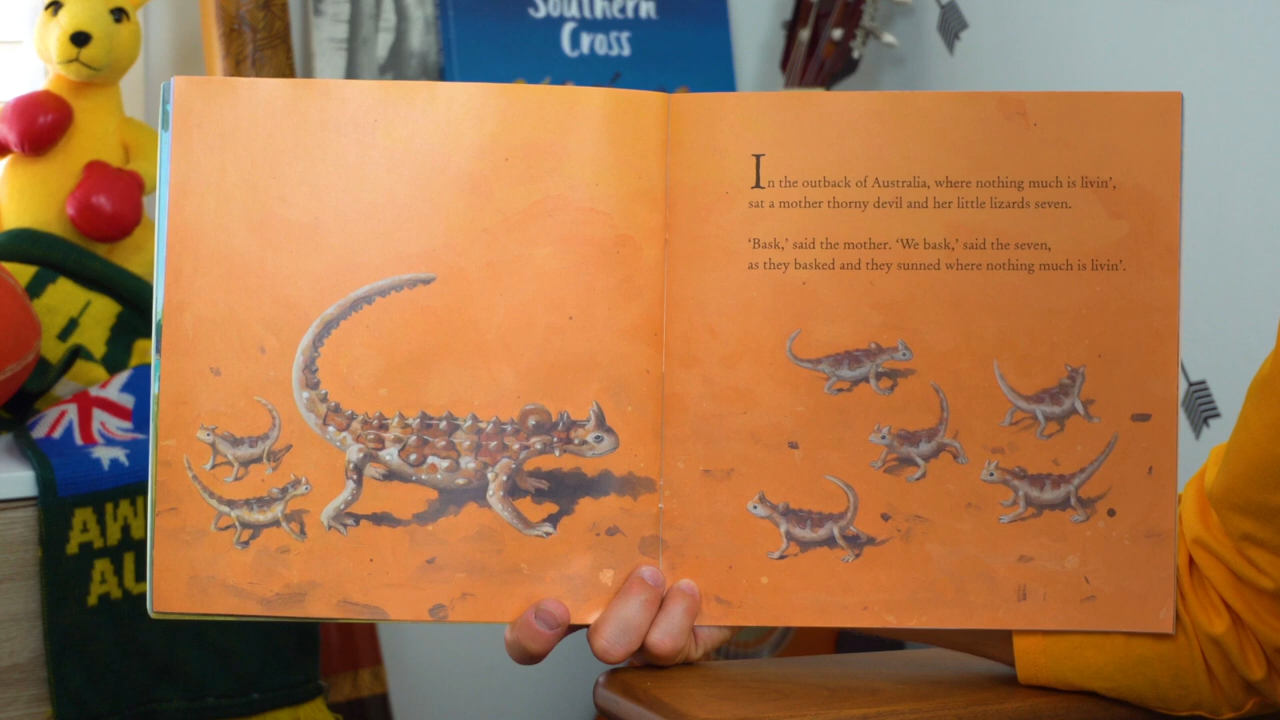 Southern
Cross
In the outback of Australia, where nothing much is livin’,
sat a mother thorny devil and her little lizards seven.
‘Bask,’ said the mother. ‘We bask,’ said the seven,
as they basked and they sunned where nothing much is livin’.
AW
AU